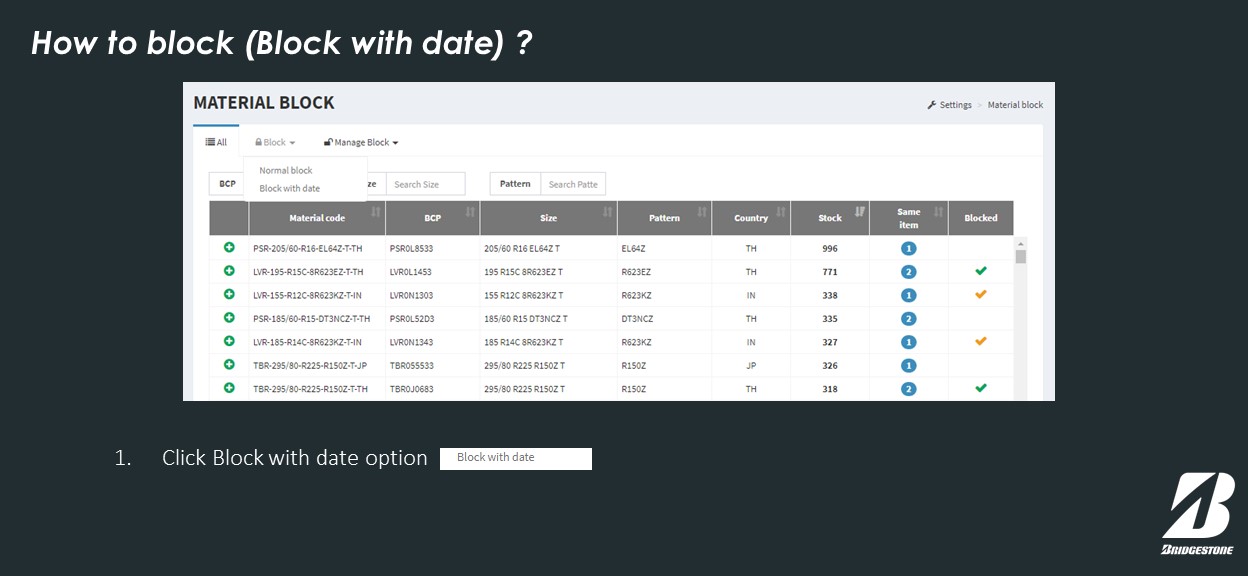 How to block (Block with date) ?
MATERIAL BLOCK
Settings > Material block
All Block Manage Block
Normal block
Block with date
BCP ze Search Size Pattern Search Patte
Material code BCP Size Pattern Country Stock Same item Blocked
PSR-205/60-R16-EL64Z-T-TH PSR0L8533 205/60 R16 EL64Z T EL64Z TH 996 1
LVR-195-R15C-8R623EZ-T-TH LVR0L1453 195 R15C 8R623EZ T R623EZ TH 771 2
LVR-155-R12C-8R623KZ-T-IN LVR0N1303 155 R12C 8R623KZ T R623KZ IN 338 1
PSR-185/60-R15-DT3NCZ-T-TH PSR0L52D3 185/60 R15 DT3NCZ T DT3NCZ TH 335 2
LVR-185-R14C-8R623KZ-T-IN LVR0N1343 185 R14C 8R623KZ T R623KZ IN 327 1
TBR-295/80-R225-R150Z-T-JP TBR055533 295/80 R225 R150Z T R150Z JP 326 1
TBR-295/80-R225-R150Z-T-TH TBR0J0683 295/80 R225 R150Z T R150Z TH 318 2
1. Click Block with date option Block with date
BRIDGESTONE